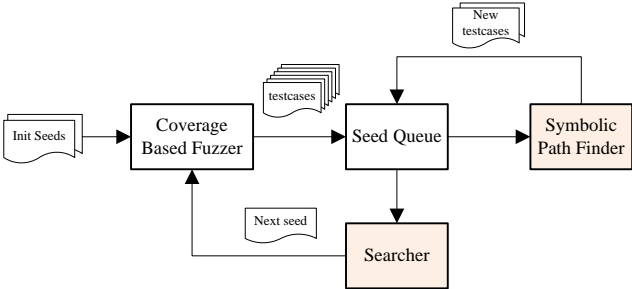 New
testcases
testcases
Init Seeds
Coverage
Based Fuzzer
Seed Queue
Symbolic
Path Finder
Next seed
Searcher